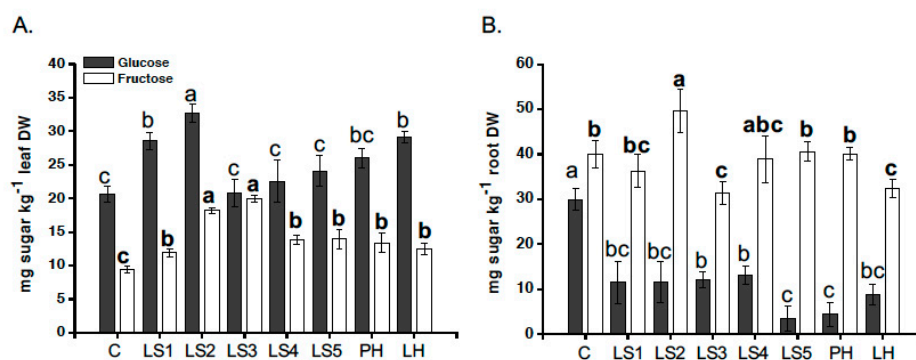 A.
B.
mg sugar kg⁻¹ leaf DW
40
35
30
25
20
15
10
5
0
Glucose
Fructose
c
b
a
c
c
c
bc
b
c
b
a
a
b
b
b
b
C LS1 LS2 LS3 LS4 LS5 PH LH
mg sugar kg⁻¹ root DW
60
50
40
30
20
10
0
a
b
bc
bc
bc
a
b
c
b
abc
c
b
c
b
bc
c
C LS1 LS2 LS3 LS4 LS5 PH LH